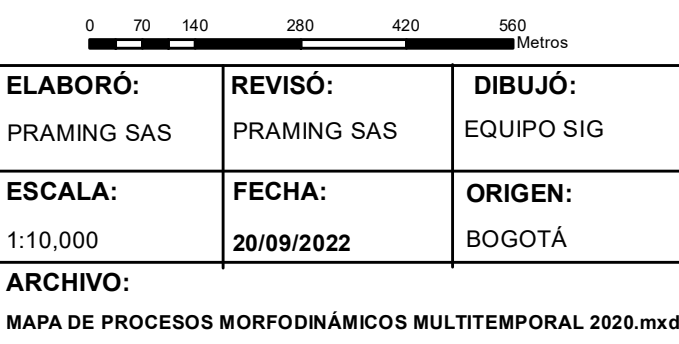 0 70 140 280 420 560
Metros
ELABORÓ: REVISÓ: DIBUJÓ:
PRAMING SAS PRAMING SAS EQUIPO SIG
ESCALA: FECHA: ORIGEN:
1:10,000 20/09/2022 BOGOTÁ
ARCHIVO:
MAPA DE PROCESOS MORFODINÁMICOS MULTITEMPORAL 2020.mxd